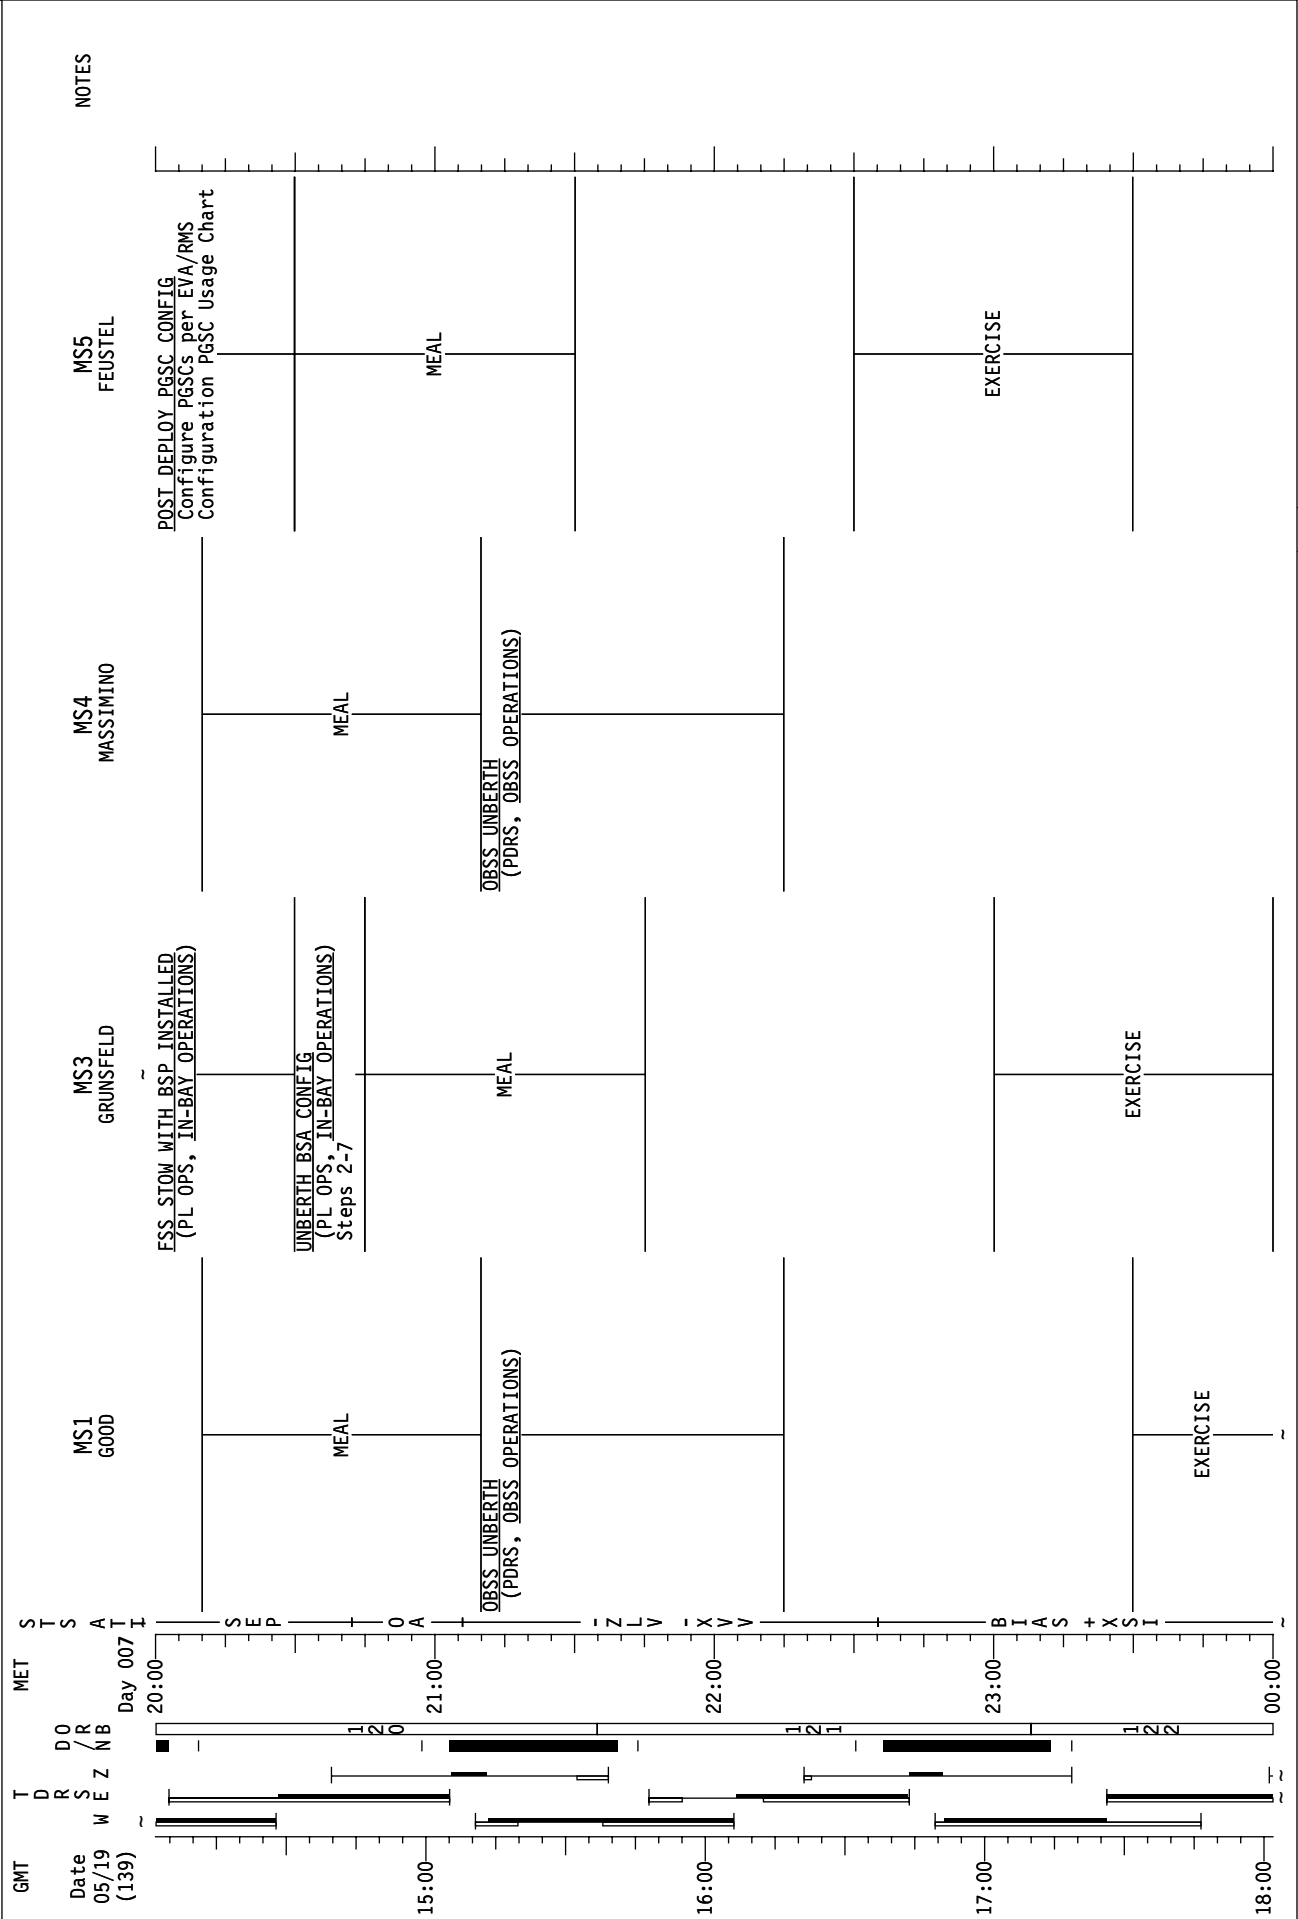 GMT
Date
05/19
(139)
15:00
16:00
17:00
18:00
T
D
R
S
W E Z
~
~
~
D O
/ R
N B
120
121
122
MET
Day 007
20:00
21:00
22:00
23:00
00:00
S A
T T
S T
I
SEP
OA
-ZLV -XVV
BIAS +XSI
~
MS1
GOOD
MEAL
OBSS UNBERTH
(PDRS, OBSS OPERATIONS)
EXERCISE
~
MS3
GRUNSFELD
~
FSS STOW WITH BSP INSTALLED
(PL OPS, IN-BAY OPERATIONS)
UNBERTH BSA CONFIG
(PL OPS, IN-BAY OPERATIONS)
Steps 2-7
MEAL
EXERCISE
MS4
MASSIMINO
MEAL
OBSS UNBERTH
(PDRS, OBSS OPERATIONS)
MS5
FEUSTEL
POST DEPLOY PGSC CONFIG
Configure PGSCs per EVA/RMS
Configuration PGSC Usage Chart
MEAL
EXERCISE
NOTES